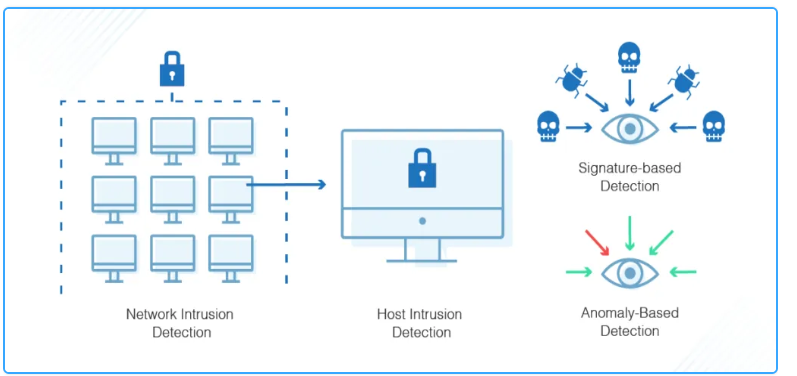 Network Intrusion
Detection
Host Intrusion
Detection
Signature-based
Detection
Anomaly-Based
Detection